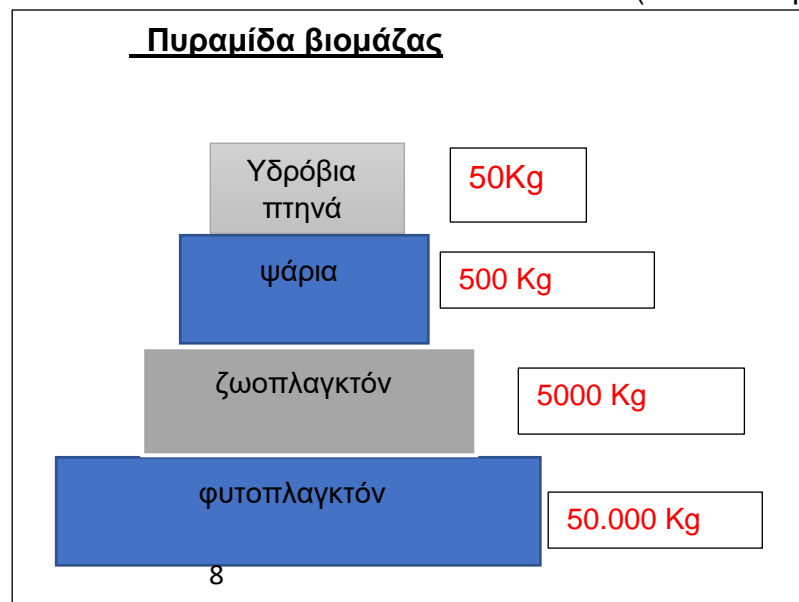 Πυραμίδα βιομάζας
Υδρόβια
πτηνά
50Kg
ψάρια
500 Kg
ζωοπλαγκτόν
5000 Kg
φυτοπλαγκτόν
50.000 Kg
8